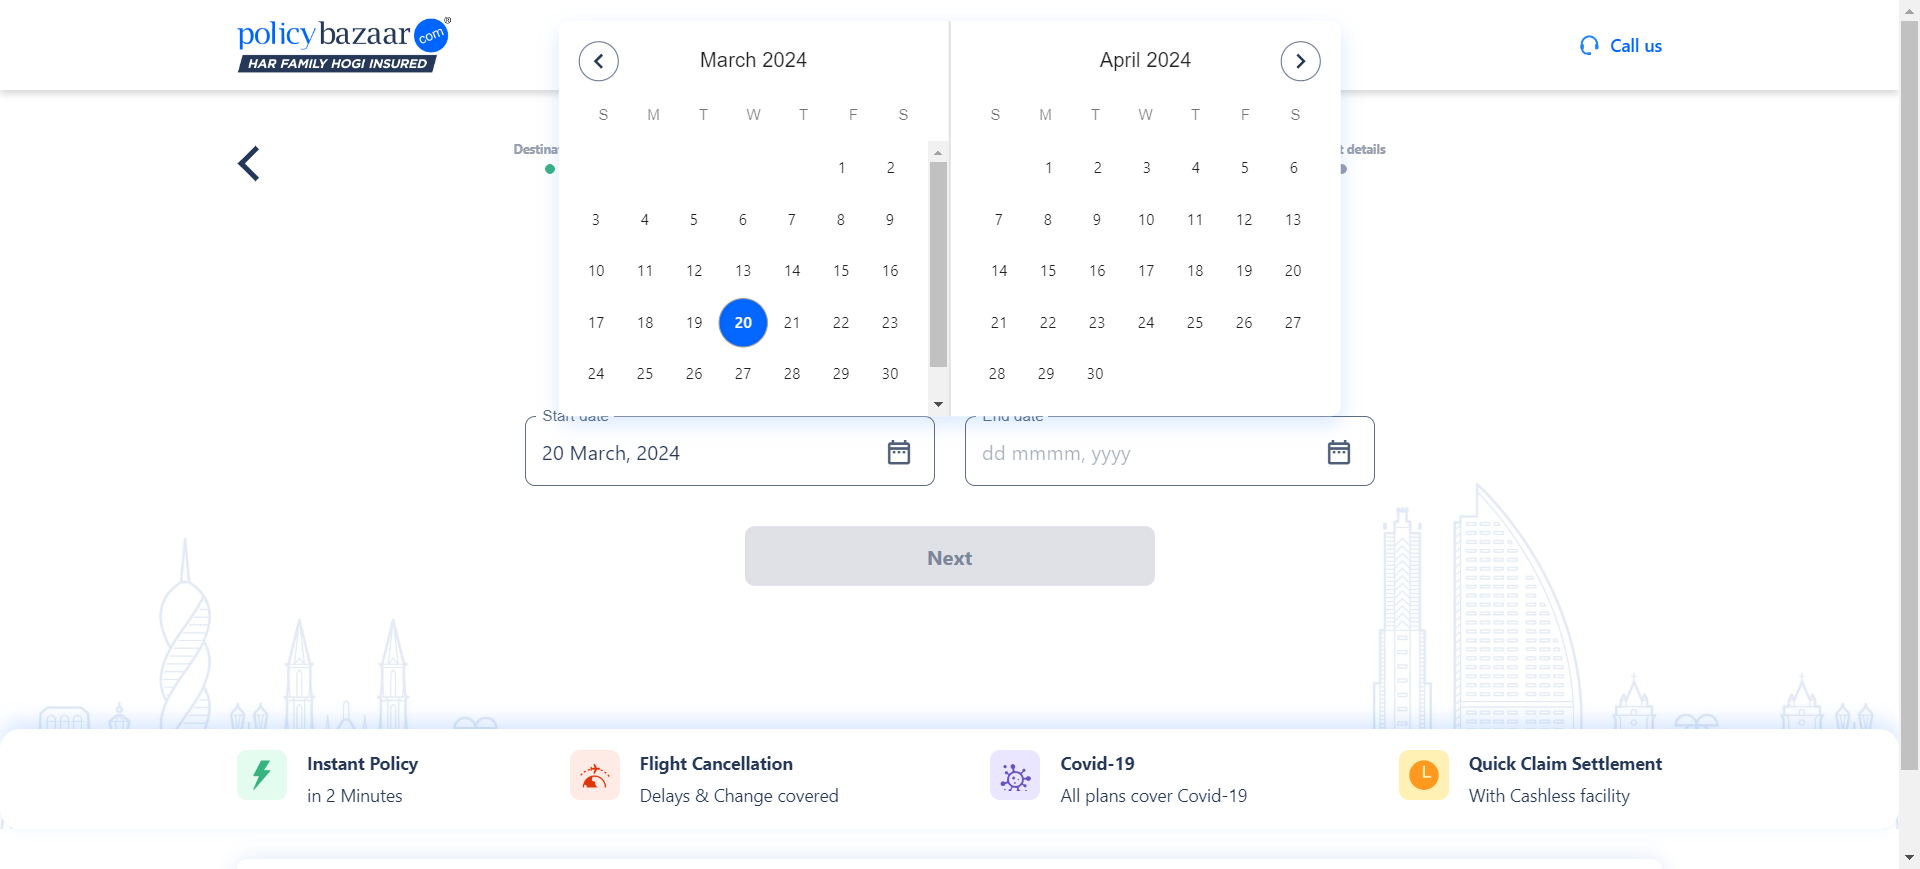 policybazaar com ®
HAR FAMILY HOGI INSURED
Call us
March 2024
April 2024
S M T W T F S
S M T W T F S
1 2
3 4 5 6 7 8 9
10 11 12 13 14 15 16
17 18 19 20 21 22 23
24 25 26 27 28 29 30
1 2 3 4 5 6
7 8 9 10 11 12 13
14 15 16 17 18 19 20
21 22 23 24 25 26 27
28 29 30
Destina
t details
Start date
20 March, 2024
End date
dd mmmm, yyyy
Next
Instant Policy
in 2 Minutes
Flight Cancellation
Delays & Change covered
Covid-19
All plans cover Covid-19
Quick Claim Settlement
With Cashless facility